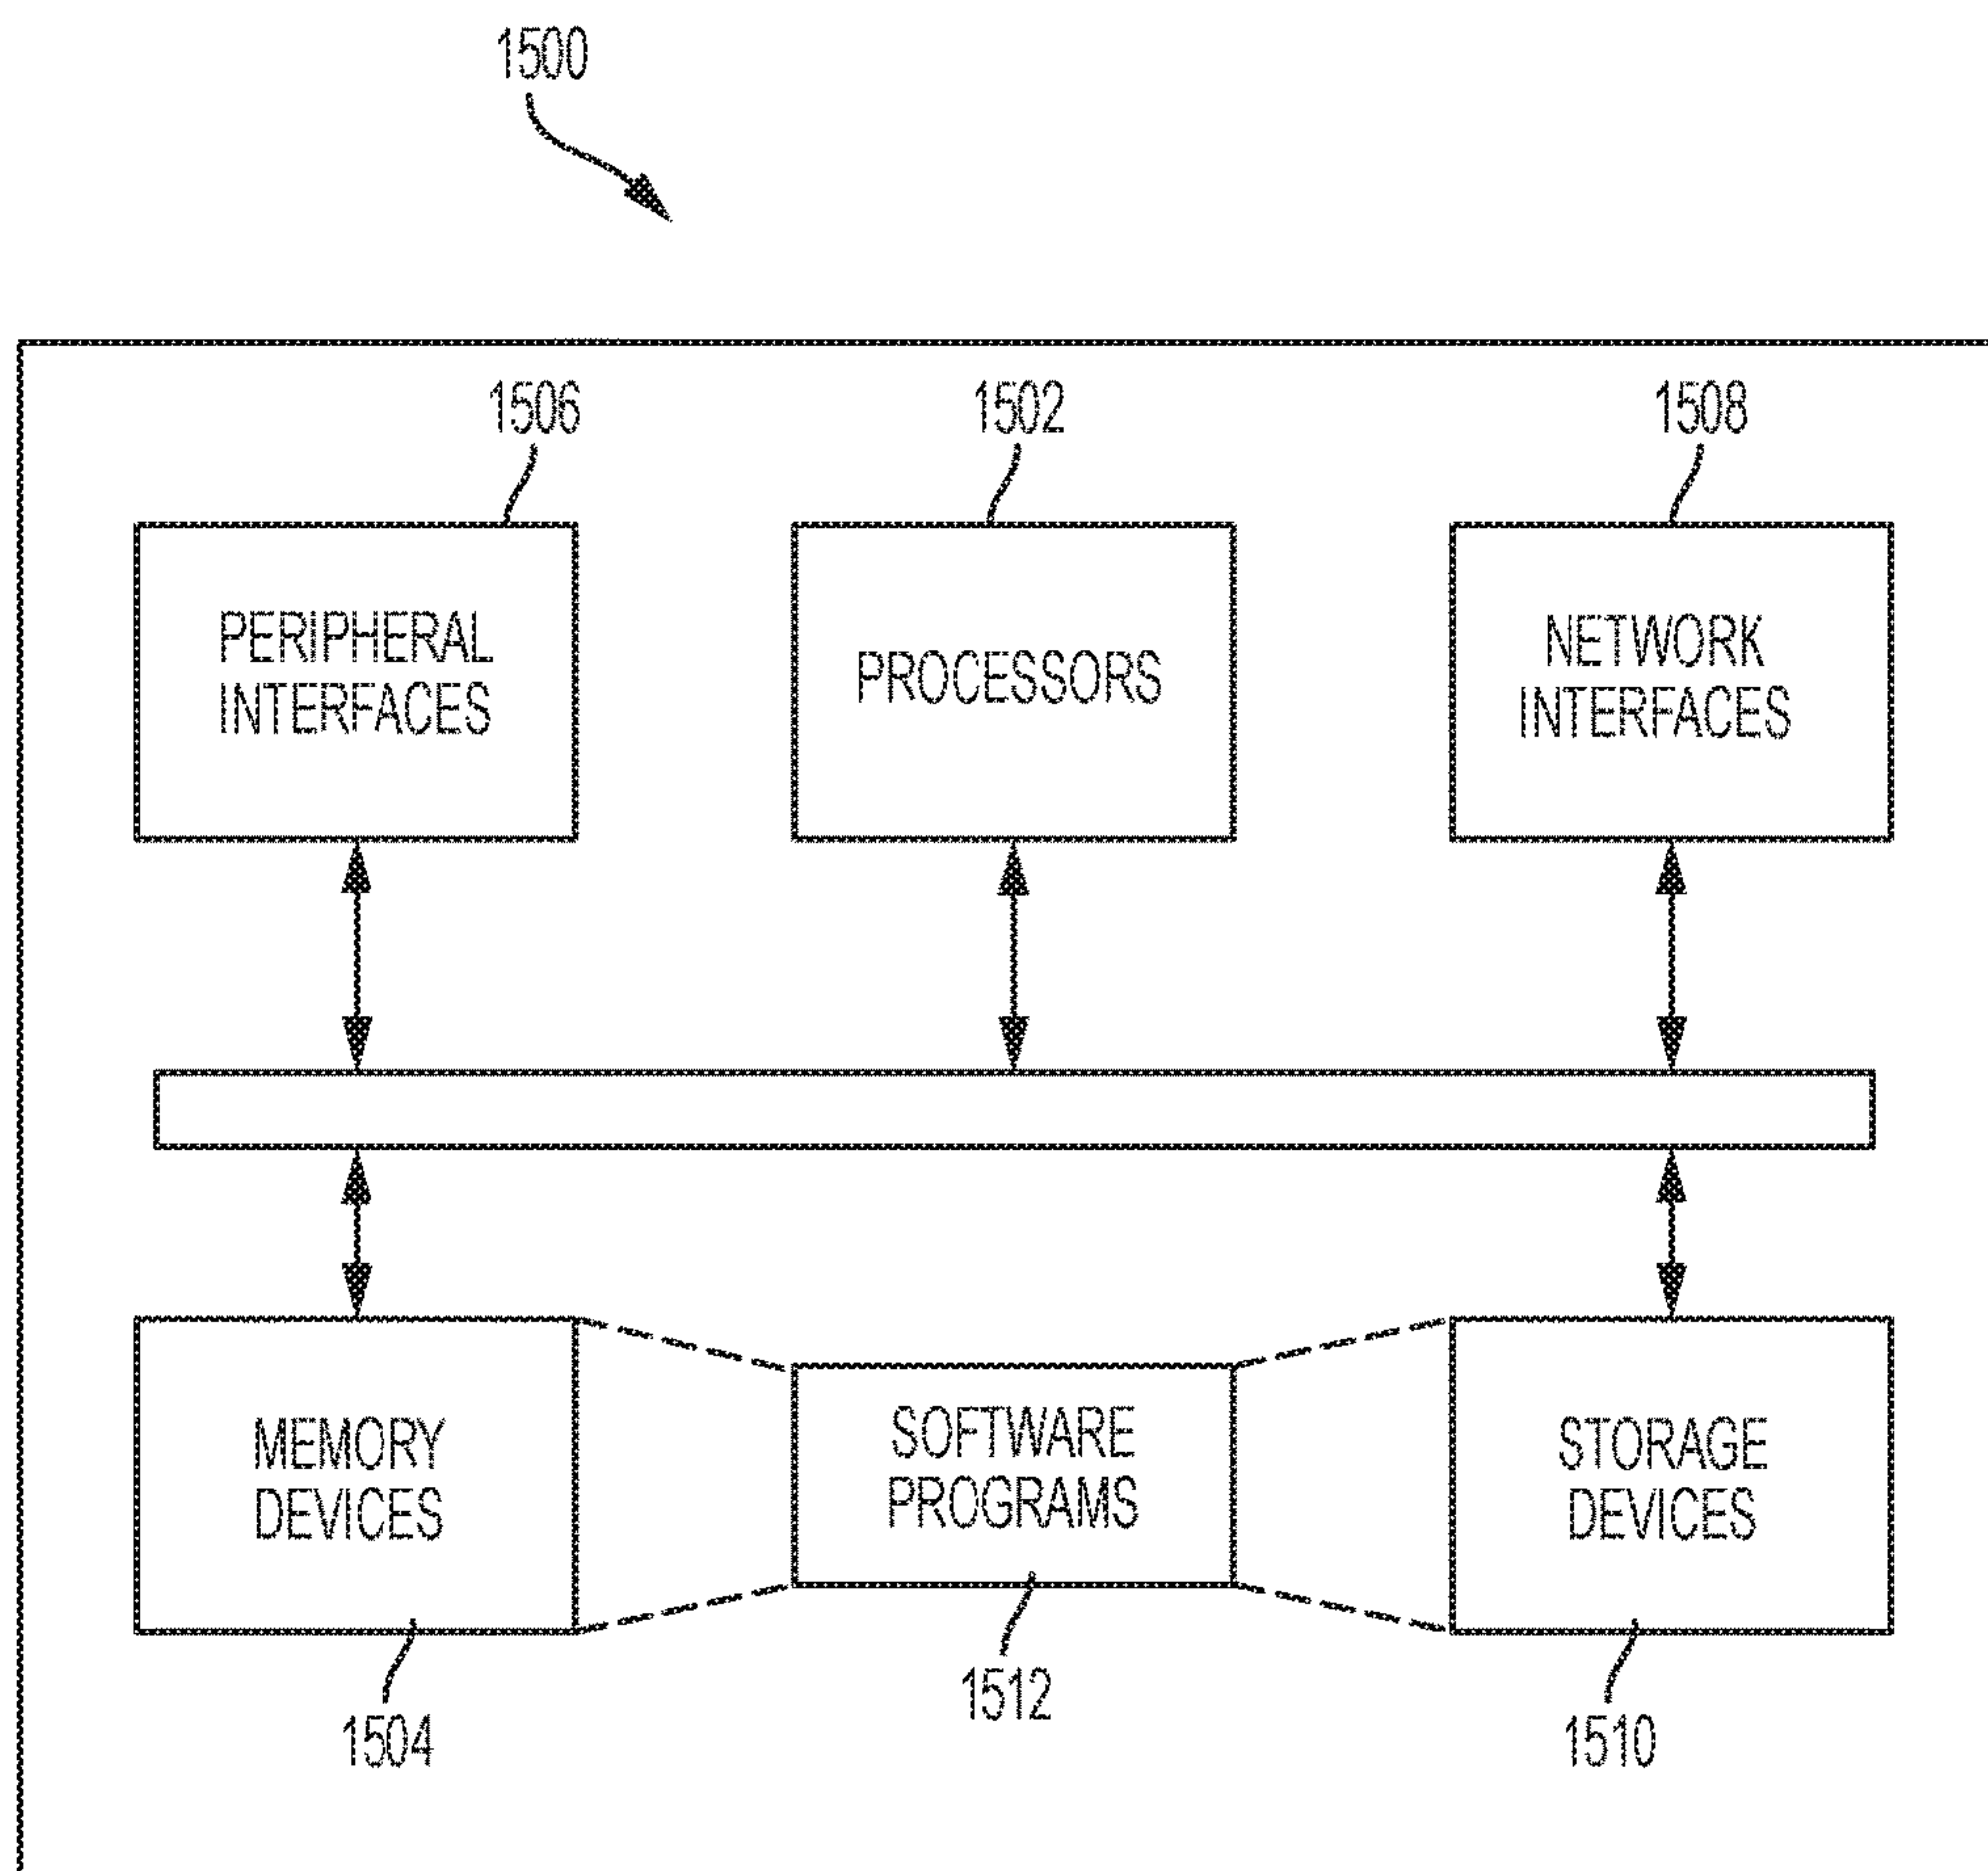 1500
1506
1502
1508
PERIPHERAL
INTERFACES
PROCESSORS
NETWORK
INTERFACES
MEMORY
DEVICES
SOFTWARE
PROGRAMS
STORAGE
DEVICES
1504
1512
1510